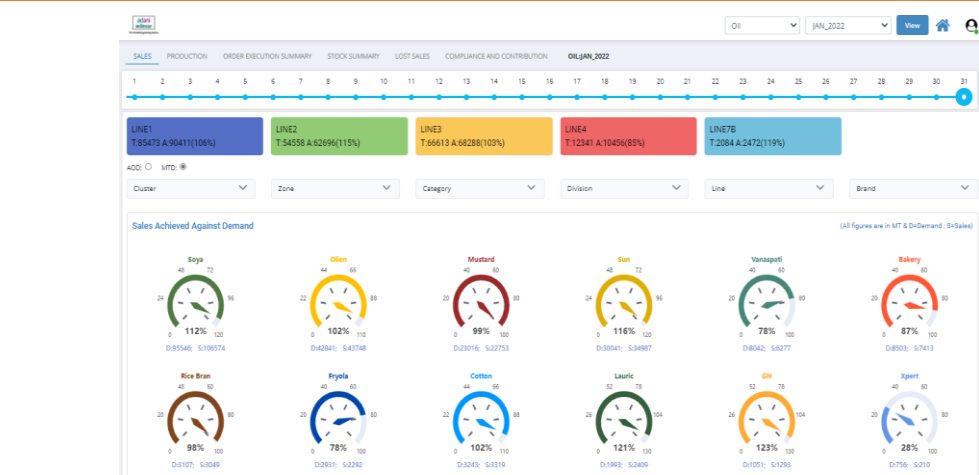 adani
wilmar
Oil JAN_2022 View
SALES PRODUCTION ORDER EXECUTION SUMMARY STOCK SUMMARY LOST SALES COMPLIANCE AND CONTRIBUTION OIL:JAN_2022
1 2 3 4 5 6 7 8 9 10 11 12 13 14 15 16 17 18 19 20 21 22 23 24 25 26 27 28 29 30 31
LINE1 LINE2 LINE3 LINE4 LINE7B
T:85473 A:90411(106%) T:54558 A:62696(115%) T:66613 A:68288(103%) T:12341 A:10456(85%) T:2084 A:2472(119%)
AOD: MTD:
Cluster Zone Category Division Line Brand
Sales Achieved Against Demand (All figures are in MT & D=Demand ; S=Sales)
Soya Olien Mustard Sun Vanaspati Bakery
48 72 44 66 40 60 48 72 40 60 40 60
24 96 22 88 20 80 24 96 20 80 20 80
0 112% 120 0 102% 110 0 99% 100 0 116% 120 0 78% 100 0 87% 100
D:95546; S:106574 D:42841; S:43748 D:23016; S:22753 D:30041; S:34987 D:8042; S:6277 D:8503; S:7413
Rice Bran Fryola Cotton Lauric GN Xpert
40 60 40 60 44 66 52 78 52 78 40 60
20 80 20 80 22 88 26 104 26 104 20 80
0 98% 100 0 78% 100 0 102% 110 0 121% 130 0 123% 130 0 28% 100
D:3107; S:3049 D:2931; S:2292 D:3243; S:3319 D:1993; S:2409 D:1051; S:1293 D:756; S:210